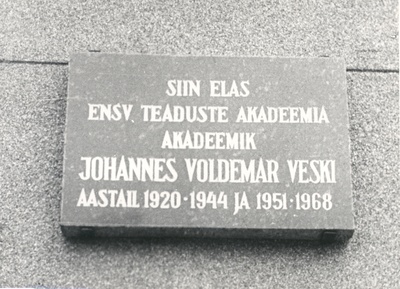 SIIN ELAS
ENSV. TEADUSTE AKADEEMIA
AKADEEMIK
JOHANNES VOLDEMAR VESKI
AASTAIL 1920-1944 JA 1951-1968